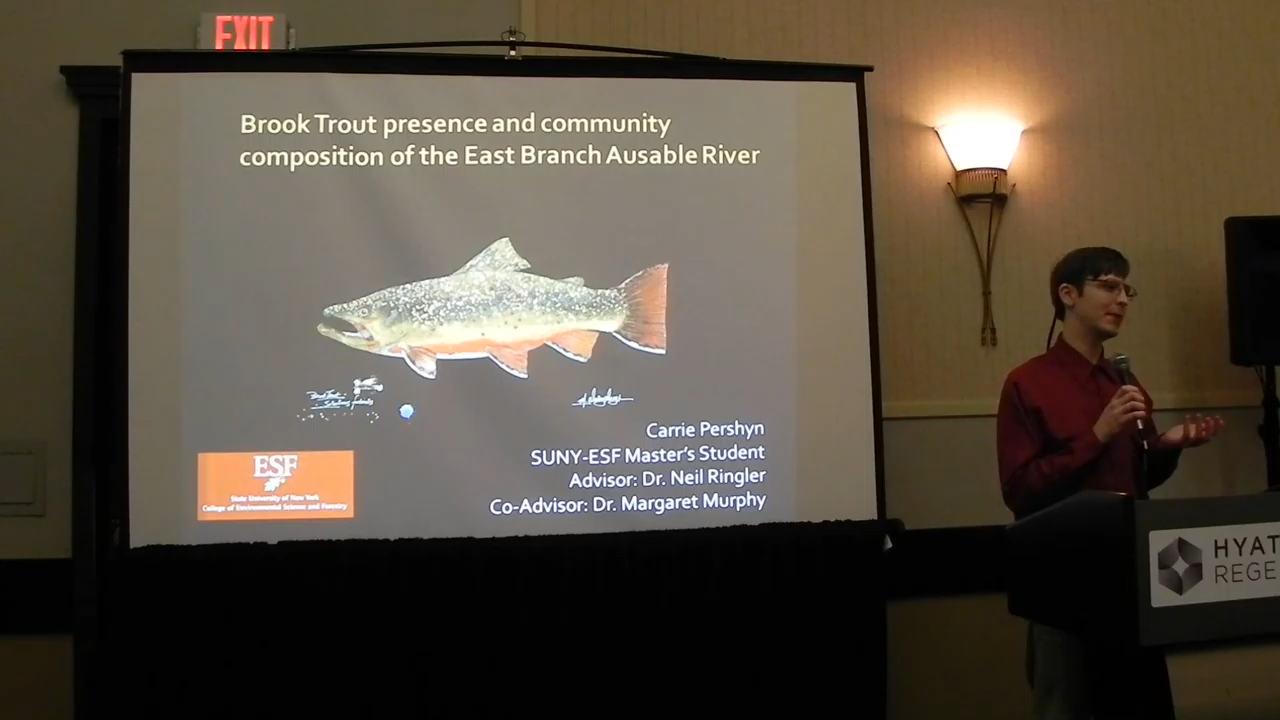 EXIT
Brook Trout presence and community
composition of the East Branch Ausable River
Carrie Pershyn
SUNY-ESF Master's Student
Advisor: Dr. Neil Ringler
Co-Advisor: Dr. Margaret Murphy
ESF
State University of New York
College of Environmental Science and Forestry
HYAT
REGE